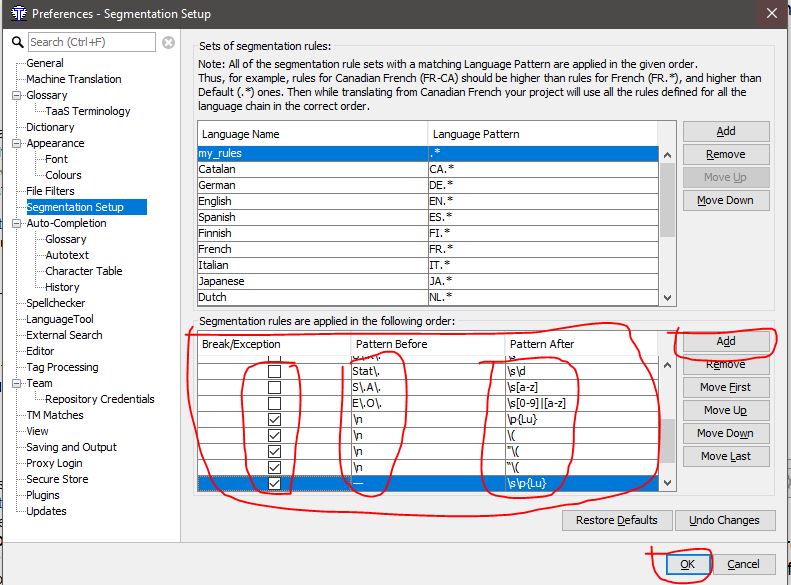 Preferences - Segmentation Setup
Search (Ctrl+F)
General
Machine Translation
Glossary
TaaS Terminology
Dictionary
Appearance
Font
Colours
File Filters
Segmentation Setup
Auto-Completion
Glossary
Autotext
Character Table
History
Spellchecker
LanguageTool
External Search
Editor
Tag Processing
Team
Repository Credentials
TM Matches
View
Saving and Output
Proxy Login
Secure Store
Plugins
Updates
Sets of segmentation rules:
Note: All of the segmentation rule sets with a matching Language Pattern are applied in the given order.
Thus, for example, rules for Canadian French (FR-CA) should be higher than rules for French (FR.*), and higher than
Default (.*) ones. Then while translating from Canadian French your project will use all the rules defined for all the
language chain in the correct order.
Language Name Language Pattern
my_rules .*
Catalan CA.*
German DE.*
English EN.*
Spanish ES.*
Finnish FI.*
French FR.*
Italian IT.*
Japanese JA.*
Dutch NL.*
Add
Remove
Move Up
Move Down
Segmentation rules are applied in the following order:
Break/Exception Pattern Before Pattern After
Stat\. \s\d
S\.A\. \s[a-z]
E\.O\. \s[0-9]|[a-z]
\n \p{Lu}
\n \(
\n "\(
\n "\(
— \s\p{Lu}
Add
Remove
Move First
Move Up
Move Down
Move Last
Restore Defaults Undo Changes
OK Cancel